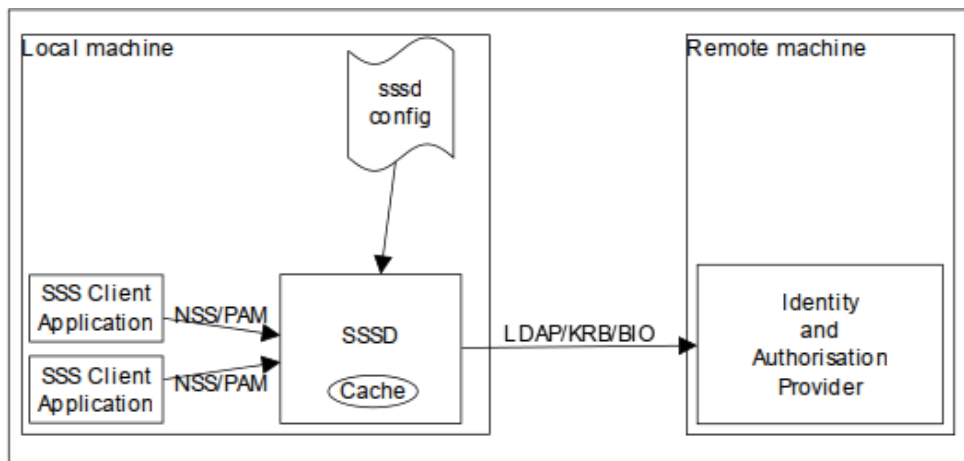 Local machine
Remote machine
sssd
config
SSS Client
Application
NSS/PAM
SSS Client
Application
NSS/PAM
SSSD
Cache
LDAP/KRB/BIO
Identity
and
Authorisation
Provider